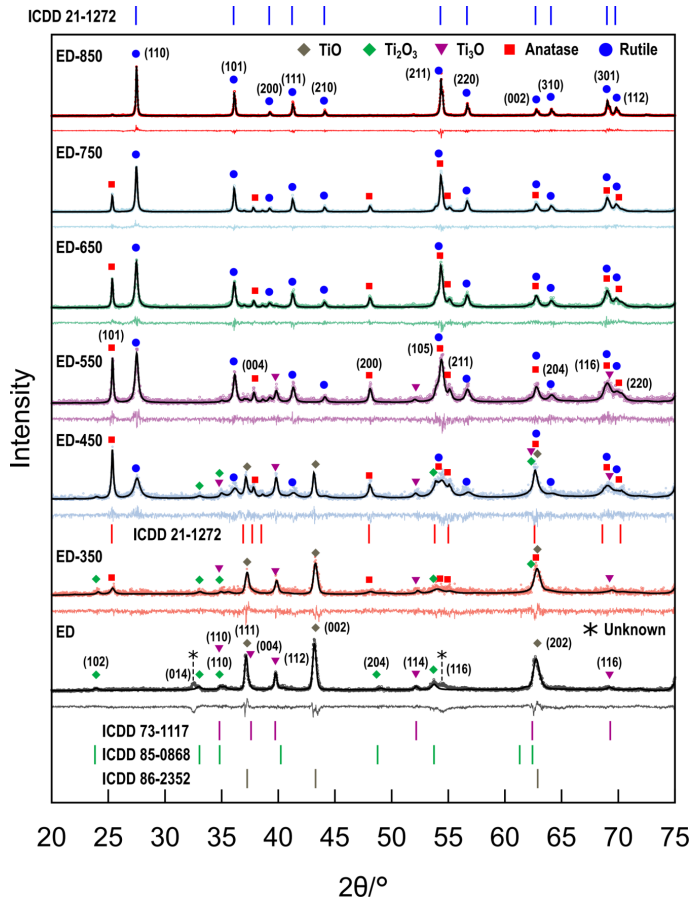 ICDD 21-1272
TiO Ti2O3 Ti3O Anatase Rutile
ED-850
(110) (101) (200) (111) (210) (211) (220) (002) (310) (301) (112)
ED-750
ED-650
ED-550
(101) (004) (200) (105) (211) (204) (116) (220)
ED-450
ICDD 21-1272
ED-350
ED
* Unknown
(102) (014) * (110) (110) (111) (004) (112) (002) (204) (114) * (116) (202) (116)
ICDD 73-1117
ICDD 85-0868
ICDD 86-2352
20 25 30 35 40 45 50 55 60 65 70 75
2θ/°
Intensity